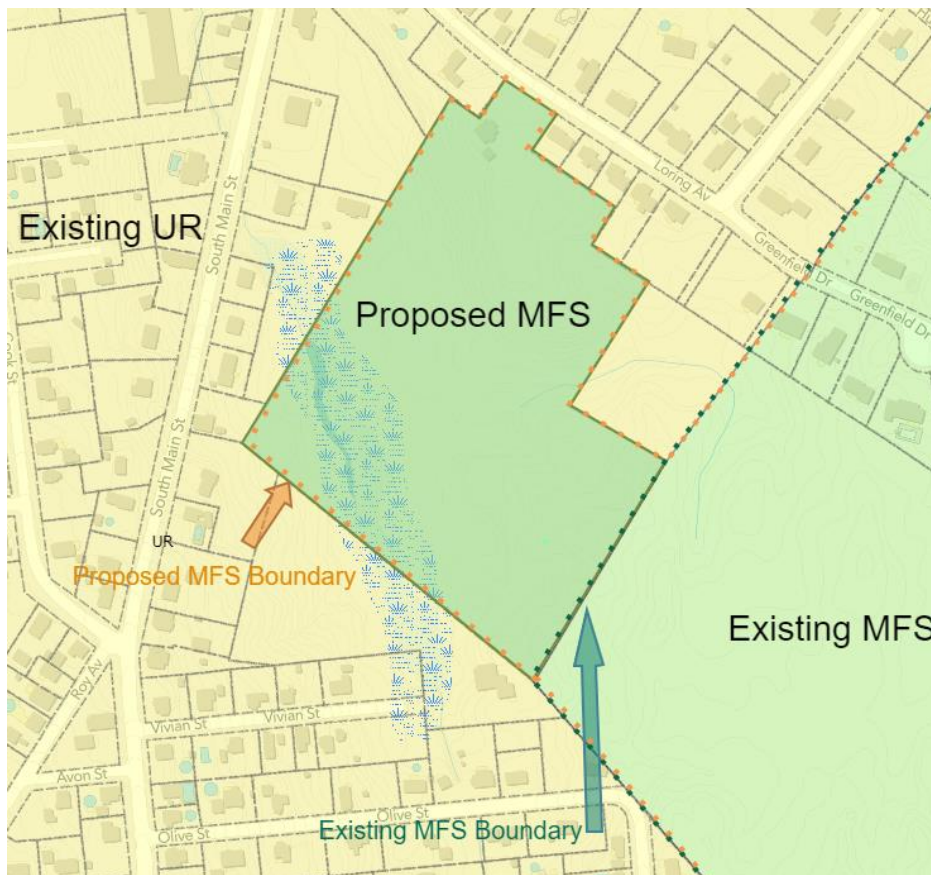 Loring Av
Existing UR
South Main St
Greenfield Dr
Greenfield Dr
Proposed MFS
South Main St
UR
Proposed MFS Boundary
Existing MFS
Roy Av
Vivian St
Vivian St
Avon St
Olive St
Olive St
Existing MFS Boundary